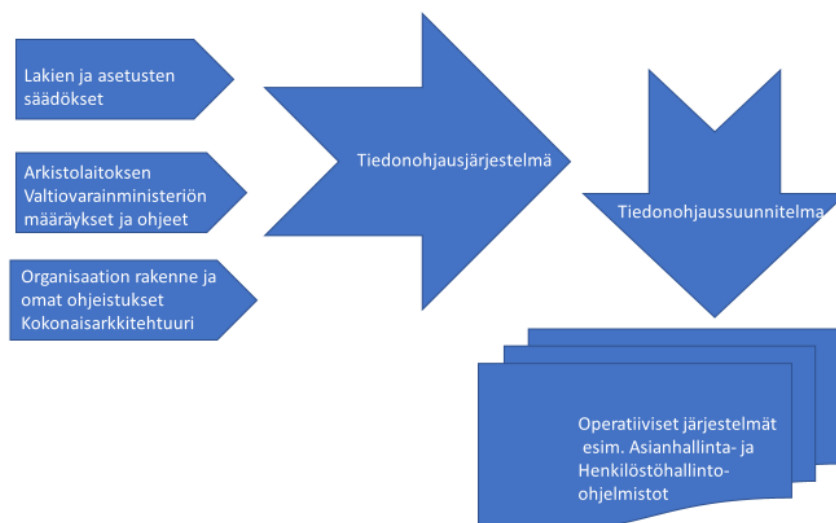 Lakien ja asetusten
säädökset
Arkistolaitoksen
Valtiovarainministeriön
määräykset ja ohjeet
Organisaation rakenne ja
omat ohjeistukset
Kokonaisarkkitehtuuri
Tiedonohjausjärjestelmä
Tiedonohjaussuunnitelma
Operatiiviset järjestelmät
esim. Asianhallinta- ja
Henkilöstöhallinto-
ohjelmistot